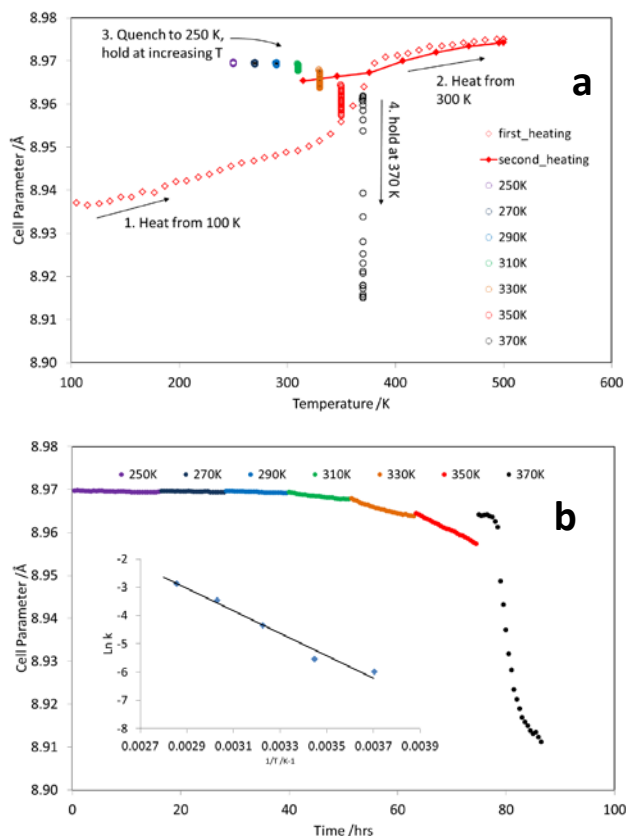 8.98
8.97
8.96
8.95
8.94
8.93
8.92
8.91
8.90
Cell Parameter /Å
3. Quench to 250 K,
hold at increasing T
a
2. Heat from
300 K
4. hold at 370 K
1. Heat from 100 K
first_heating
second_heating
250K
270K
290K
310K
330K
350K
370K
100 200 300 400 500 600
Temperature /K
8.98
8.97
8.96
8.95
8.94
8.93
8.92
8.91
8.90
Cell Parameter /Å
250K 270K 290K 310K 330K 350K 370K
b
-2
-3
-4
-5
-6
-7
-8
Ln k
0.0027 0.0029 0.0031 0.0033 0.0035 0.0037 0.0039
1/T /K-1
0 20 40 60 80 100
Time /hrs